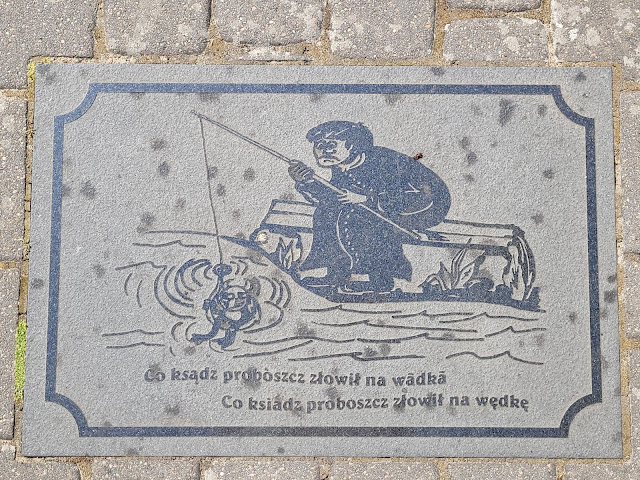 Co ksądz probòszcz złowił na wãdkã
Co ksiądz proboszcz złowił na wędkę